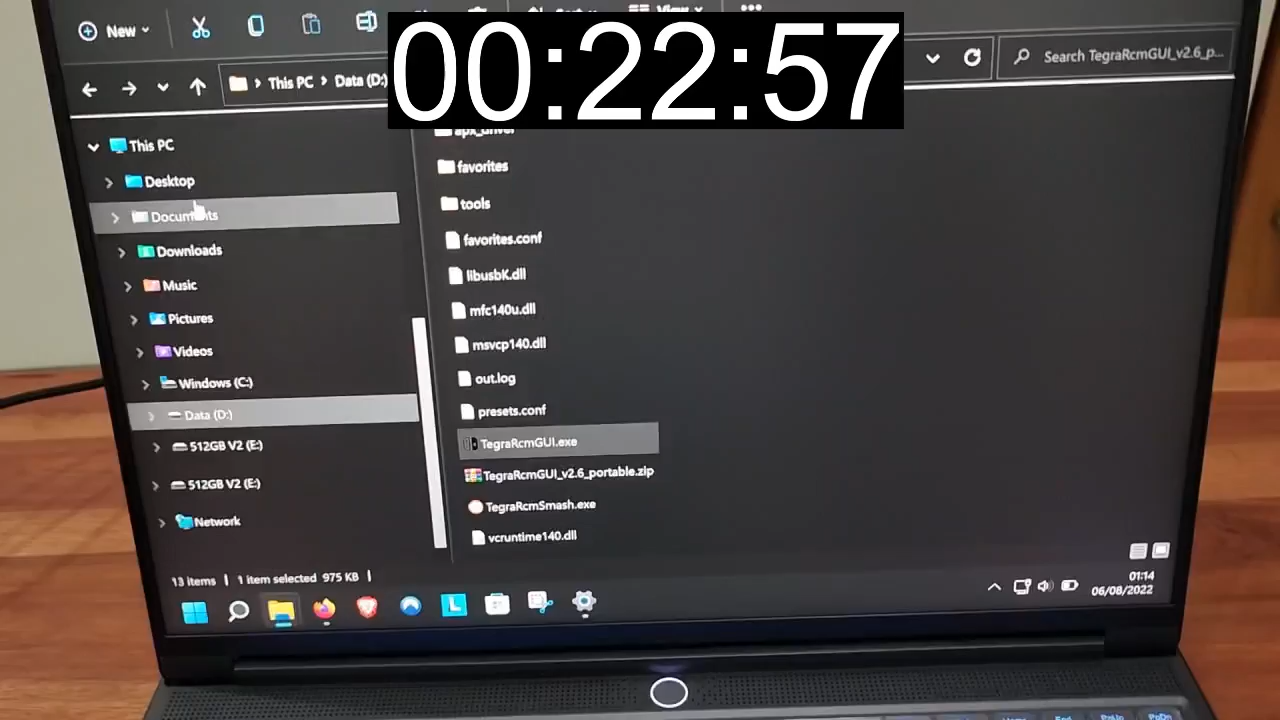 New
00:22:57
This PC
Data (D:)
Search TegraRcmGUI_v2.6_p...
This PC
Desktop
Documents
Downloads
Music
Pictures
Videos
Windows (C:)
Data (D:)
512GB V2 (E:)
512GB V2 (E:)
Network
apx_driver
favorites
tools
favorites.conf
libusbK.dll
mfc140u.dll
msvcp140.dll
out.log
presets.conf
TegraRcmGUI.exe
TegraRcmGUI_v2.6_portable.zip
TegraRcmSmash.exe
vcruntime140.dll
13 items | 1 item selected 975 KB |
01:14
06/08/2022